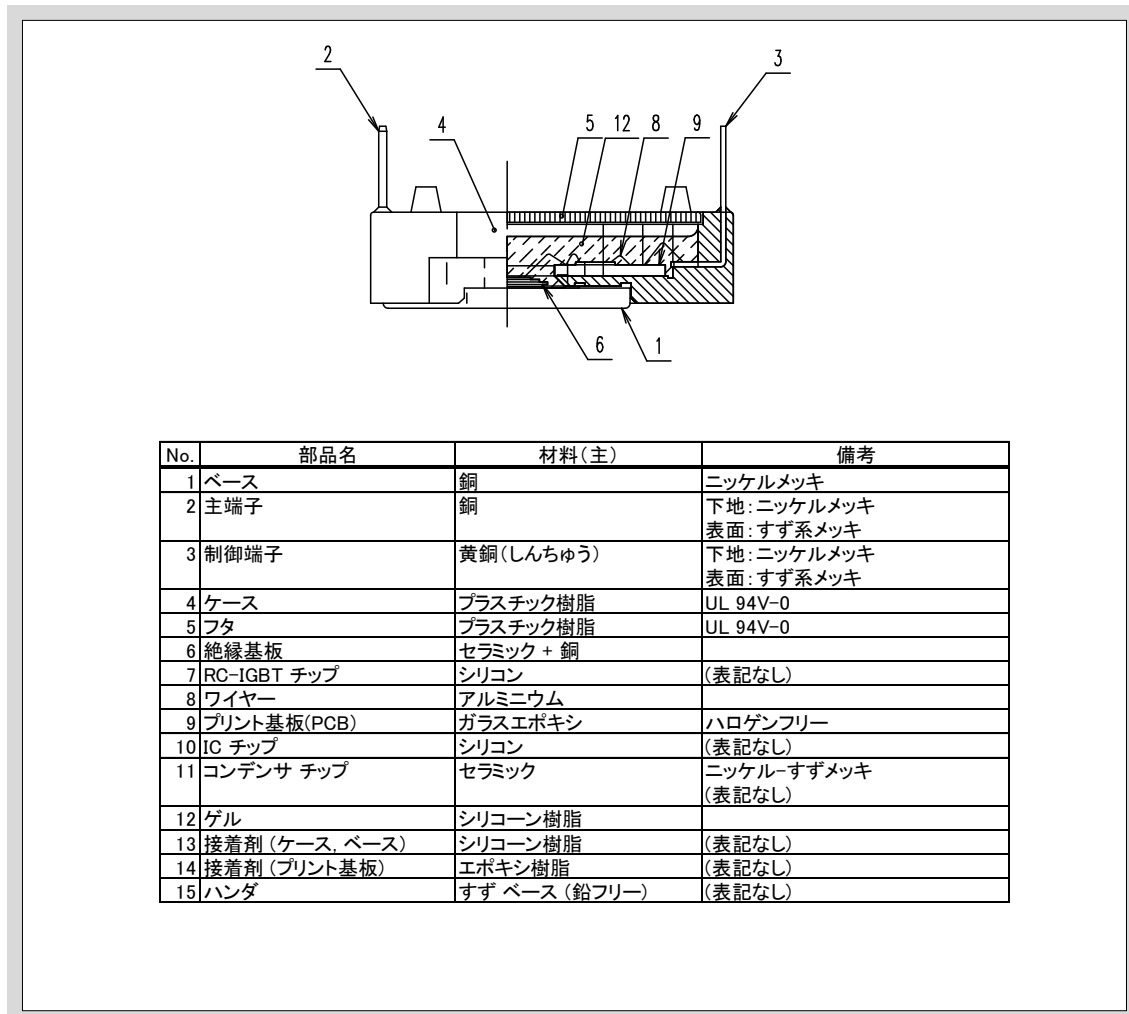 2
3
4
5 12 8 9
6
1
No. 部品名 材料(主) 備考
1 ベース 銅 ニッケルメッキ
2 主端子 銅 下地:ニッケルメッキ
表面:すず系メッキ
3 制御端子 黄銅(しんちゅう) 下地:ニッケルメッキ
表面:すず系メッキ
4 ケース プラスチック樹脂 UL 94V-0
5 フタ プラスチック樹脂 UL 94V-0
6 絶縁基板 セラミック + 銅
7 RC-IGBT チップ シリコン (表記なし)
8 ワイヤー アルミニウム
9 プリント基板(PCB) ガラスエポキシ ハロゲンフリー
10 IC チップ シリコン (表記なし)
11 コンデンサ チップ セラミック ニッケル-すずメッキ
(表記なし)
12 ゲル シリコーン樹脂
13 接着剤 (ケース, ベース) シリコーン樹脂 (表記なし)
14 接着剤 (プリント基板) エポキシ樹脂 (表記なし)
15 ハンダ すず ベース (鉛フリー) (表記なし)